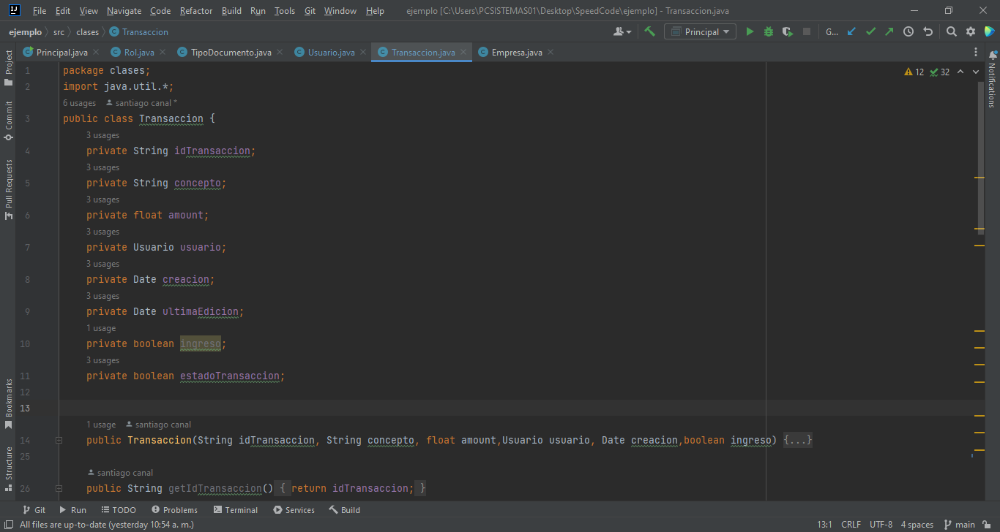 File Edit View Navigate Code Refactor Build Run Tools Git Window Help ejemplo [C:\Users\PCSISTEMAS01\Desktop\SpeedCode\ejemplo] - Transaccion.java
ejemplo src clases Transaccion Principal G...
Principal.java Rol.java TipoDocumento.java Usuario.java Transaccion.java Empresa.java
Project
Commit
Pull Requests
Bookmarks
Structure
Notifications
12 32
1 package clases;
2 import java.util.*;
6 usages santiago canal *
3 public class Transaccion {
3 usages
4 private String idTransaccion;
3 usages
5 private String concepto;
3 usages
6 private float amount;
3 usages
7 private Usuario usuario;
3 usages
8 private Date creacion;
3 usages
9 private Date ultimaEdicion;
1 usage
10 private boolean ingreso;
3 usages
11 private boolean estadoTransaccion;
12
13
1 usage santiago canal
14 public Transaccion(String idTransaccion, String concepto, float amount,Usuario usuario, Date creacion,boolean ingreso) {...}
25
santiago canal
26 public String getIdTransaccion() { return idTransaccion; }
Git Run TODO Problems Terminal Services Build
All files are up-to-date (yesterday 10:54 a. m.) 13:1 CRLF UTF-8 4 spaces main